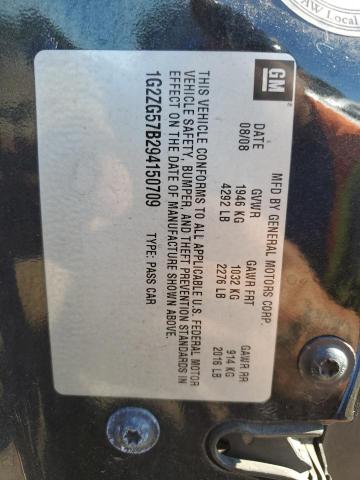 GM
®
MFD BY GENERAL MOTORS CORP.
DATE GVWR GAWR FRT GAWR RR
08/08 1946 KG 1032 KG 914 KG
4292 LB 2276 LB 2016 LB
THIS VEHICLE CONFORMS TO ALL APPLICABLE U.S. FEDERAL MOTOR
VEHICLE SAFETY, BUMPER, AND THEFT PREVENTION STANDARDS IN
EFFECT ON THE DATE OF MANUFACTURE SHOWN ABOVE.
1G2ZG57B294150709 TYPE: PASS CAR
Local